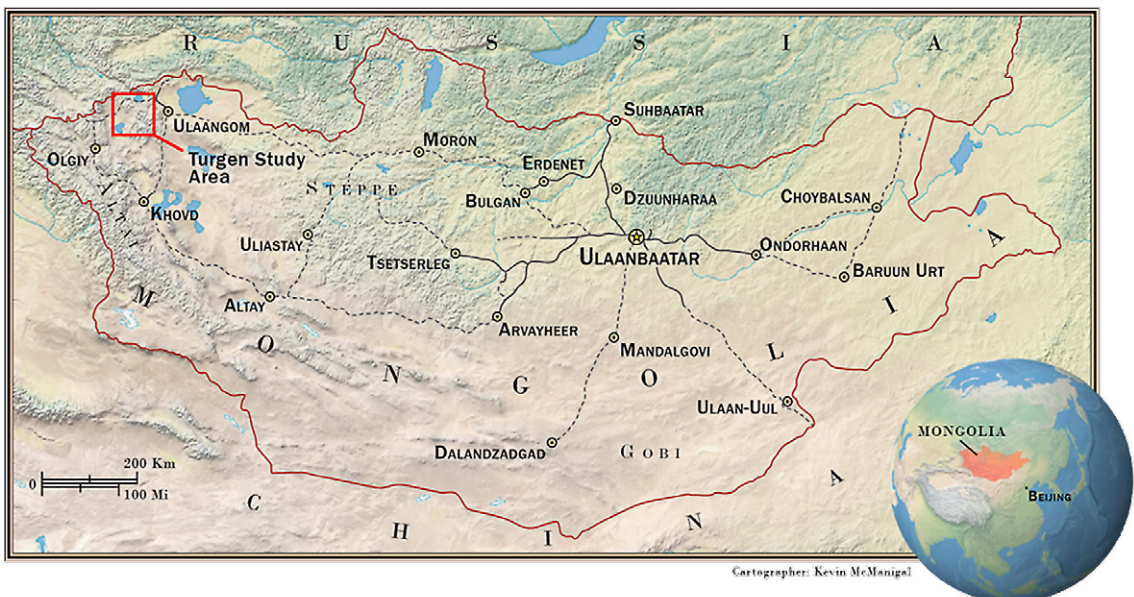 R U S S I A
SUHBAATAR
ULAANGOM
MORON
OLGIY
Turgen Study
Area
ERDENET
STEPPE
BULGAN
DZUUNHARAA
CHOYBALSAN
ALTAI
KHOVD
ULIASTAY
TSETSERLEG
ULAANBAATAR
ONDORHAAN
BARUUN URT
ALTAY
ARVAYHEER
MANDALGOVI
M O N G O L I A
ULAAN-UUL
DALANDZADGAD
GOBI
MONGOLIA
BEIJING
200 Km
0
100 Mi
C H I N A
Cartographer: Kevin McManigal